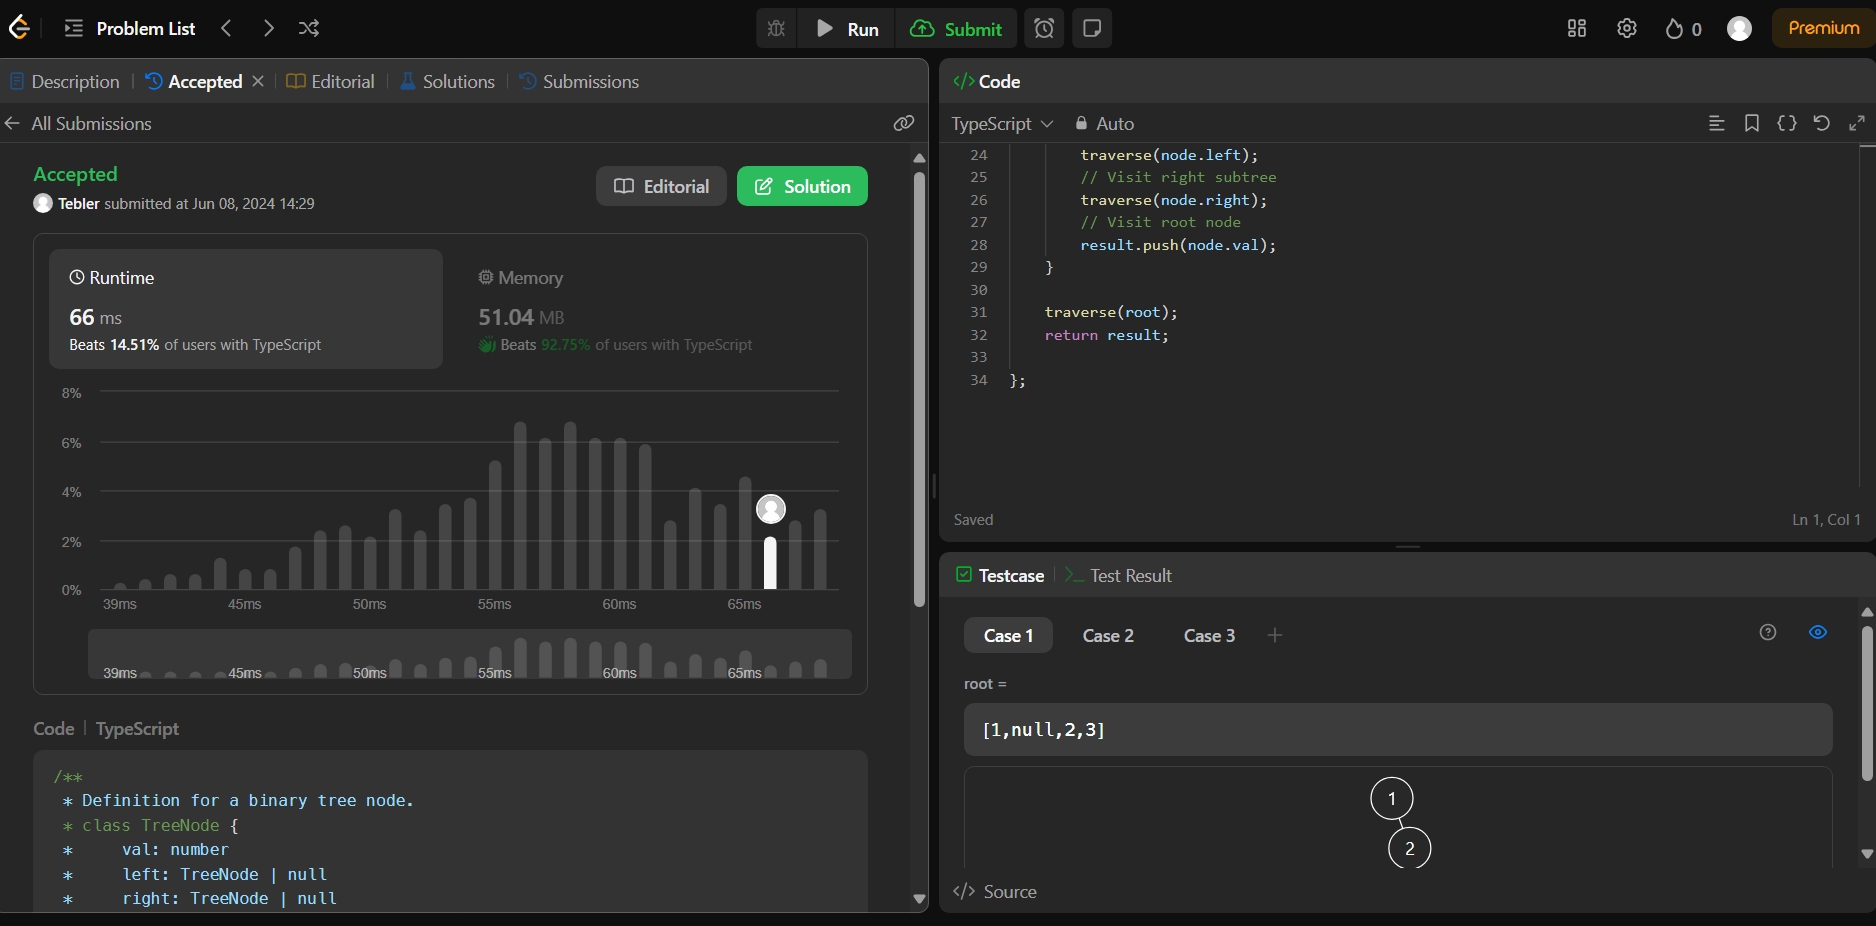 Problem List
Run
Submit
0
Premium
Description
Accepted
Editorial
Solutions
Submissions
All Submissions
Accepted
Tebler submitted at Jun 08, 2024 14:29
Editorial
Solution
Runtime
66 ms
Beats 14.51% of users with TypeScript
Memory
51.04 MB
Beats 92.75% of users with TypeScript
8%
6%
4%
2%
0%
39ms 45ms 50ms 55ms 60ms 65ms
39ms 45ms 50ms 55ms 60ms 65ms
Code | TypeScript
/**
* Definition for a binary tree node.
* class TreeNode {
* val: number
* left: TreeNode | null
* right: TreeNode | null
</> Code
TypeScript
Auto
24 traverse(node.left);
25 // Visit right subtree
26 traverse(node.right);
27 // Visit root node
28 result.push(node.val);
29 }
30
31 traverse(root);
32 return result;
33
34 };
Saved
Ln 1, Col 1
Testcase
>_ Test Result
Case 1
Case 2
Case 3
+
root =
[1,null,2,3]
1
2
</> Source